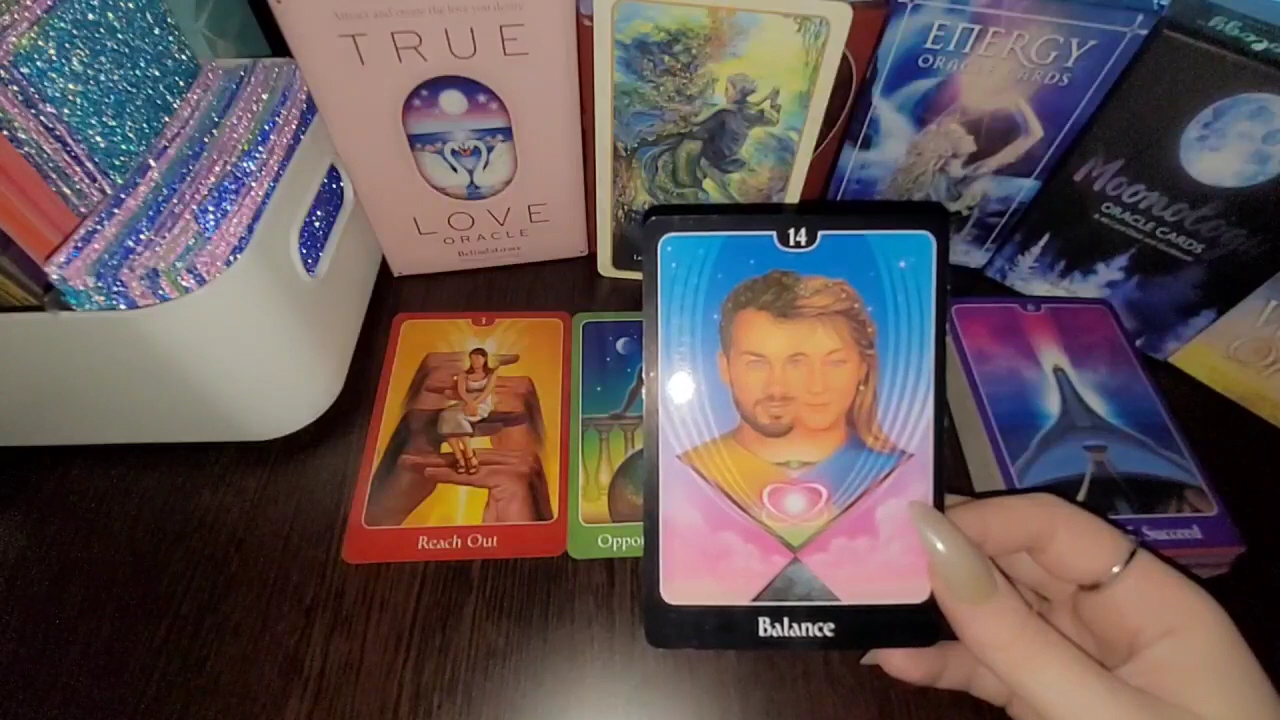 Attract and create the love you desire
TRUE
LOVE
ORACLE
ENERGY
ORACLE CARDS
Moonology
ORACLE CARDS
14
Balance
Reach Out
Oppo
Succeed